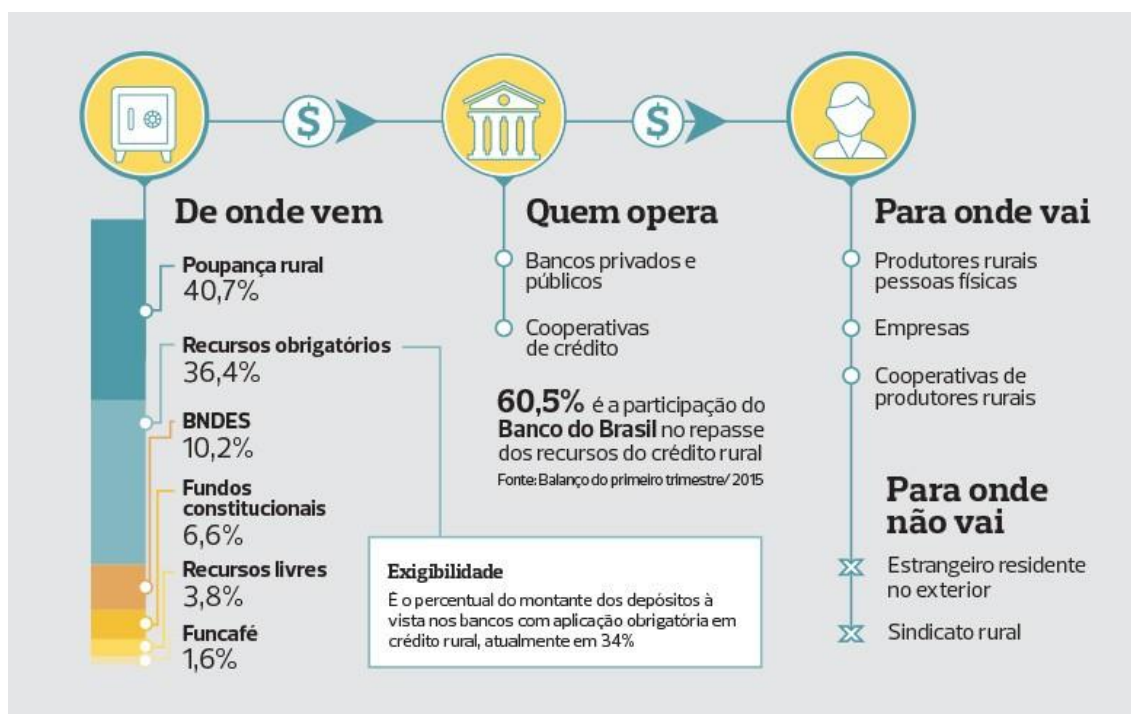 $
$
De onde vem
Poupança rural
40,7%
Recursos obrigatórios
36,4%
BNDES
10,2%
Fundos
constitucionais
6,6%
Recursos livres
3,8%
Funcafé
1,6%
Quem opera
Bancos privados e
públicos
Cooperativas
de crédito
60,5% é a participação do
Banco do Brasil no repasse
dos recursos do crédito rural
Fonte: Balanço do primeiro trimestre/ 2015
Exigibilidade
É o percentual do montante dos depósitos à
vista nos bancos com aplicação obrigatória em
crédito rural, atualmente em 34%
Para onde vai
Produtores rurais
pessoas físicas
Empresas
Cooperativas de
produtores rurais
Para onde
não vai
Estrangeiro residente
no exterior
Sindicato rural